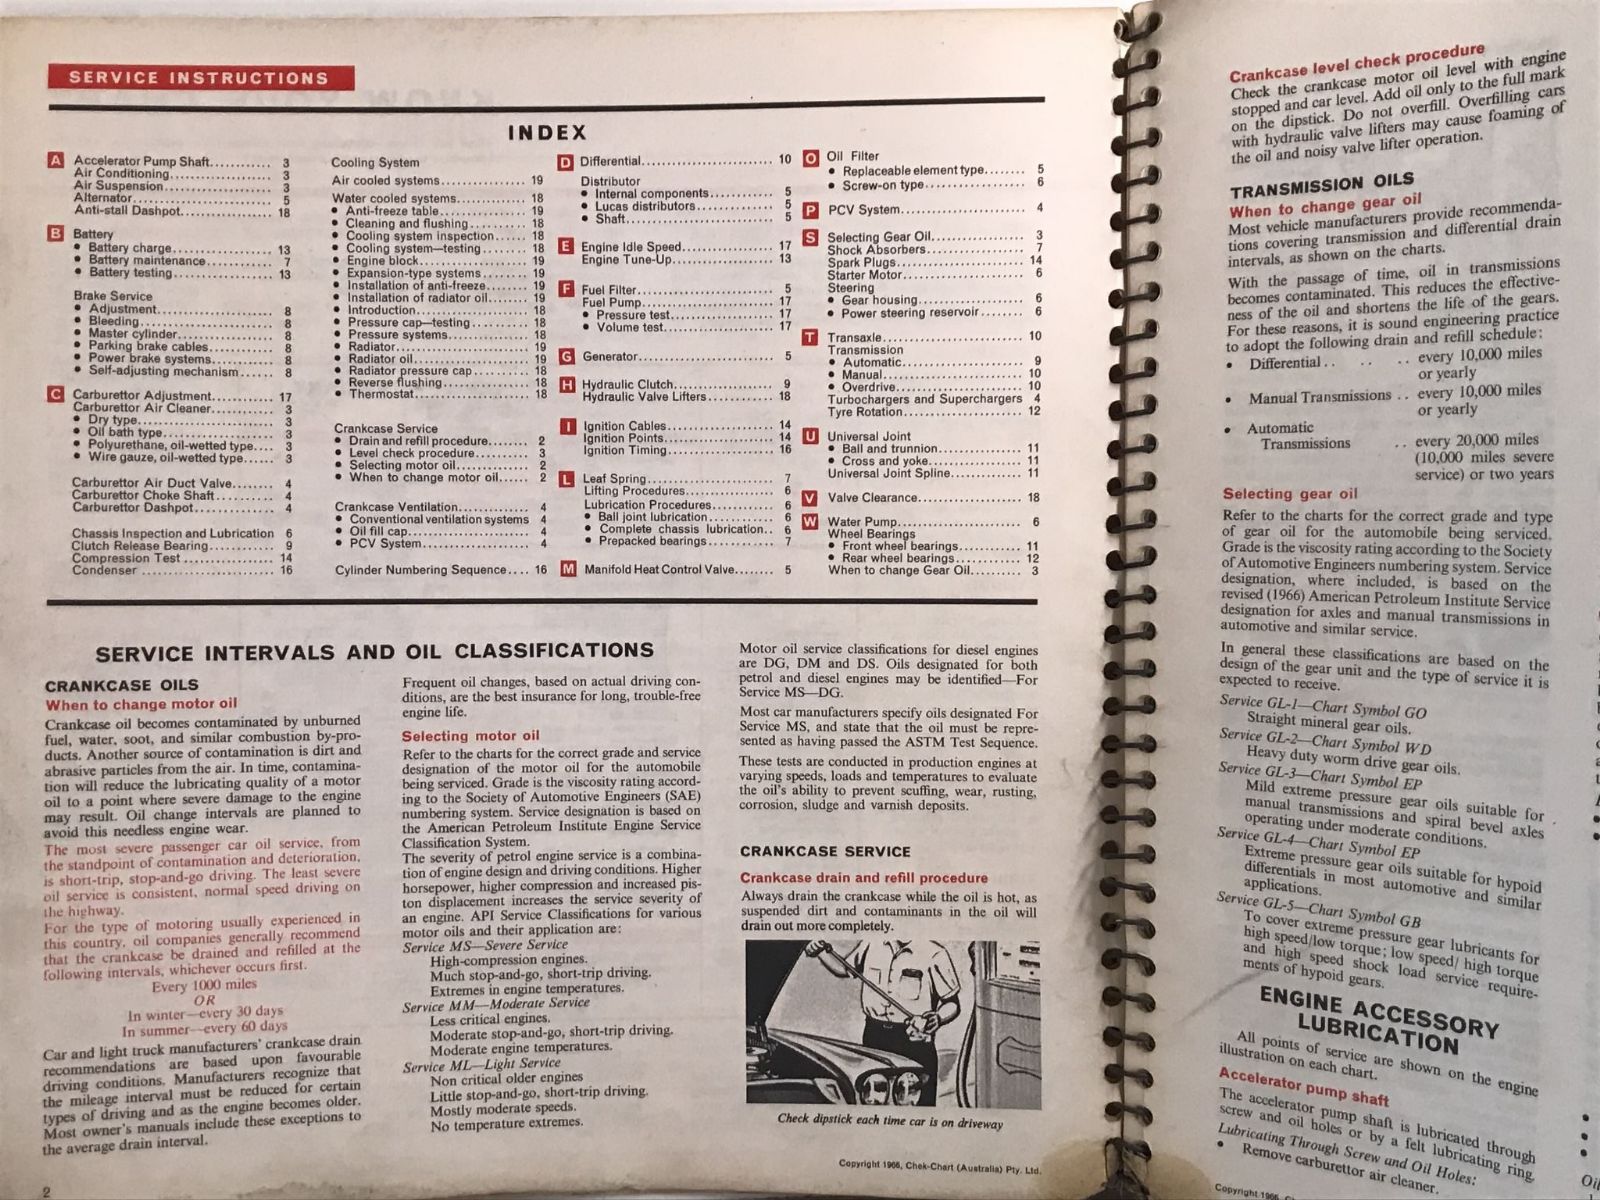 SERVICE INSTRUCTIONS
INDEX
A Accelerator Pump Shaft........... 3
Air Conditioning................... 3
Air Suspension................... 3
Alternator........................... 5
Anti-stall Dashpot............... 18
B Battery
• Battery charge................ 13
• Battery maintenance.......... 7
• Battery testing................ 13
Brake Service
• Adjustment................... 8
• Bleeding....................... 8
• Master cylinder............... 8
• Parking brake cables.......... 8
• Power brake systems.......... 8
• Self-adjusting mechanism...... 8
C Carburettor Adjustment.......... 17
Carburettor Air Cleaner.......... 3
• Dry type....................... 3
• Oil bath type................... 3
• Polyurethane, oil-wetted type.... 3
• Wire gauze, oil-wetted type...... 3
Carburettor Air Duct Valve....... 4
Carburettor Choke Shaft.......... 4
Carburettor Dashpot............. 4
Chassis Inspection and Lubrication 6
Clutch Release Bearing........... 9
Compression Test ............... 14
Condenser ..................... 16
Cooling System
Air cooled systems............... 19
Water cooled systems............. 18
• Anti-freeze table............... 19
• Cleaning and flushing.......... 18
• Cooling system inspection...... 18
• Cooling system—testing........ 18
• Engine block................... 19
• Expansion-type systems........ 19
• Installation of anti-freeze....... 19
• Installation of radiator oil....... 19
• Introduction................... 18
• Pressure cap—testing.......... 18
• Pressure systems............... 18
• Radiator....................... 19
• Radiator oil................... 19
• Radiator pressure cap.......... 18
• Reverse flushing............... 18
• Thermostat................... 18
Crankcase Service
• Drain and refill procedure....... 2
• Level check procedure.......... 3
• Selecting motor oil............. 2
• When to change motor oil...... 2
Crankcase Ventilation............. 4
• Conventional ventilation systems 4
• Oil fill cap..................... 4
• PCV System................... 4
Cylinder Numbering Sequence.... 16
D Differential..................... 10
Distributor
• Internal components........... 5
• Lucas distributors............. 5
• Shaft......................... 5
E Engine Idle Speed............... 17
Engine Tune-Up................. 13
F Fuel Filter..................... 5
Fuel Pump..................... 17
• Pressure test................. 17
• Volume test................... 17
G Generator..................... 5
H Hydraulic Clutch............... 9
Hydraulic Valve Lifters........... 18
I Ignition Cables................. 14
Ignition Points................. 14
Ignition Timing................. 16
L Leaf Spring..................... 7
Lifting Procedures............... 6
Lubrication Procedures........... 6
• Ball joint lubrication........... 6
• Complete chassis lubrication.. 6
• Prepacked bearings........... 7
M Manifold Heat Control Valve........ 5
O Oil Filter
• Replaceable element type........ 5
• Screw-on type................. 6
P PCV System..................... 4
S Selecting Gear Oil............... 3
Shock Absorbers................. 7
Spark Plugs..................... 14
Starter Motor................... 6
Steering
• Gear housing................. 6
• Power steering reservoir........ 6
T Transaxle..................... 10
Transmission
• Automatic..................... 9
• Manual....................... 10
• Overdrive..................... 10
Turbochargers and Superchargers 4
Tyre Rotation................... 12
U Universal Joint
• Ball and trunnion............. 11
• Cross and yoke............... 11
Universal Joint Spline........... 11
V Valve Clearance................. 18
W Water Pump..................... 6
Wheel Bearings
• Front wheel bearings........... 11
• Rear wheel bearings........... 12
When to change Gear Oil.......... 3
SERVICE INTERVALS AND OIL CLASSIFICATIONS
CRANKCASE OILS
When to change motor oil
Crankcase oil becomes contaminated by unburned
fuel, water, soot, and similar combustion by-pro-
ducts. Another source of contamination is dirt and
abrasive particles from the air. In time, contamina-
tion will reduce the lubricating quality of a motor
oil to a point where severe damage to the engine
may result. Oil change intervals are planned to
avoid this needless engine wear.
The most severe passenger car oil service, from
the standpoint of contamination and deterioration,
is short-trip, stop-and-go driving. The least severe
oil service is consistent, normal speed driving on
the highway.
For the type of motoring usually experienced in
this country, oil companies generally recommend
that the crankcase be drained and refilled at the
following intervals, whichever occurs first.
Every 1000 miles
OR
In winter—every 30 days
In summer—every 60 days
Car and light truck manufacturers' crankcase drain
recommendations are based upon favourable
driving conditions. Manufacturers recognize that
the mileage interval must be reduced for certain
types of driving and as the engine becomes older.
Most owner's manuals include these exceptions to
the average drain interval.
2
Frequent oil changes, based on actual driving con-
ditions, are the best insurance for long, trouble-free
engine life.
Selecting motor oil
Refer to the charts for the correct grade and service
designation of the motor oil for the automobile
being serviced. Grade is the viscosity rating accord-
ing to the Society of Automotive Engineers (SAE)
numbering system. Service designation is based on
the American Petroleum Institute Engine Service
Classification System.
The severity of petrol engine service is a combina-
tion of engine design and driving conditions. Higher
horsepower, higher compression and increased pis-
ton displacement increases the service severity of
an engine. API Service Classifications for various
motor oils and their application are:
Service MS—Severe Service
High-compression engines.
Much stop-and-go, short-trip driving.
Extremes in engine temperatures.
Service MM—Moderate Service
Less critical engines.
Moderate stop-and-go, short-trip driving.
Moderate engine temperatures.
Service ML—Light Service
Non critical older engines
Little stop-and-go, short-trip driving.
Mostly moderate speeds.
No temperature extremes.
Motor oil service classifications for diesel engines
are DG, DM and DS. Oils designated for both
petrol and diesel engines may be identified—For
Service MS—DG.
Most car manufacturers specify oils designated For
Service MS, and state that the oil must be repre-
sented as having passed the ASTM Test Sequence.
These tests are conducted in production engines at
varying speeds, loads and temperatures to evaluate
the oil's ability to prevent scuffing, wear, rusting,
corrosion, sludge and varnish deposits.
CRANKCASE SERVICE
Crankcase drain and refill procedure
Always drain the crankcase while the oil is hot, as
suspended dirt and contaminants in the oil will
drain out more completely.
Check dipstick each time car is on driveway
Copyright 1966, Chek-Chart (Australia) Pty. Ltd.
Crankcase level check procedure
Check the crankcase motor oil level with engine
stopped and car level. Add oil only to the full mark
on the dipstick. Do not overfill. Overfilling cars
with hydraulic valve lifters may cause foaming of
the oil and noisy valve lifter operation.
TRANSMISSION OILS
When to change gear oil
Most vehicle manufacturers provide recommenda-
tions covering transmission and differential drain
intervals, as shown on the charts.
With the passage of time, oil in transmissions
becomes contaminated. This reduces the effective-
ness of the oil and shortens the life of the gears.
For these reasons, it is sound engineering practice
to adopt the following drain and refill schedule:
• Differential . . . . . . every 10,000 miles
or yearly
• Manual Transmissions . . every 10,000 miles
or yearly
• Automatic
Transmissions . . every 20,000 miles
(10,000 miles severe
service) or two years
Selecting gear oil
Refer to the charts for the correct grade and type
of gear oil for the automobile being serviced.
Grade is the viscosity rating according to the Society
of Automotive Engineers numbering system. Service
designation, where included, is based on the
revised (1966) American Petroleum Institute Service
designation for axles and manual transmissions in
automotive and similar service.
In general these classifications are based on the
design of the gear unit and the type of service it is
expected to receive.
Service GL-1—Chart Symbol GO
Straight mineral gear oils.
Service GL-2—Chart Symbol WD
Heavy duty worm drive gear oils.
Service GL-3—Chart Symbol EP
Mild extreme pressure gear oils suitable for
manual transmissions and spiral bevel axles
operating under moderate conditions.
Service GL-4—Chart Symbol EP
Extreme pressure gear oils suitable for hypoid
differentials in most automotive and similar
applications.
Service GL-5—Chart Symbol GB
To cover extreme pressure gear lubricants for
high speed/low torque; low speed/ high torque
and high speed shock load service require-
ments of hypoid gears.
ENGINE ACCESSORY
LUBRICATION
All points of service are shown on the engine
illustration on each chart.
Accelerator pump shaft
The accelerator pump shaft is lubricated through
screw and oil holes or by a felt lubricating ring.
Lubricating Through Screw and Oil Holes:
• Remove carburettor air cleaner.
Copyright 1966,